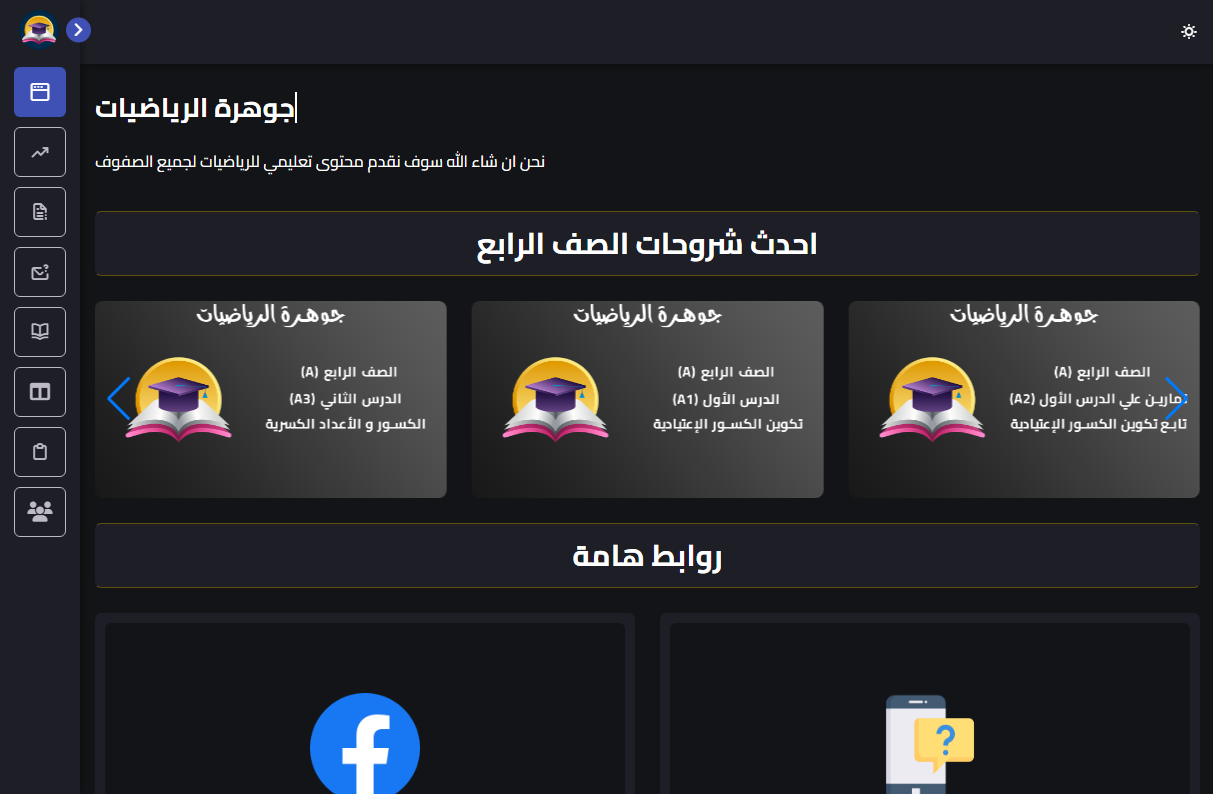 جوهرة الرياضيات
نحن ان شاء الله سوف نقدم محتوى تعليمي للرياضيات لجميع الصفوف
احدث شروحات الصف الرابع
جوهرة الرياضيات
الصف الرابع (A)
تمارين علي الدرس الأول (A2)
تابع تكوين الكسور الإعتيادية
جوهرة الرياضيات
الصف الرابع (A)
الدرس الأول (A1)
تكوين الكسور الإعتيادية
جوهرة الرياضيات
الصف الرابع (A)
الدرس الثاني (A3)
الكسور و الأعداد الكسرية
روابط هامة